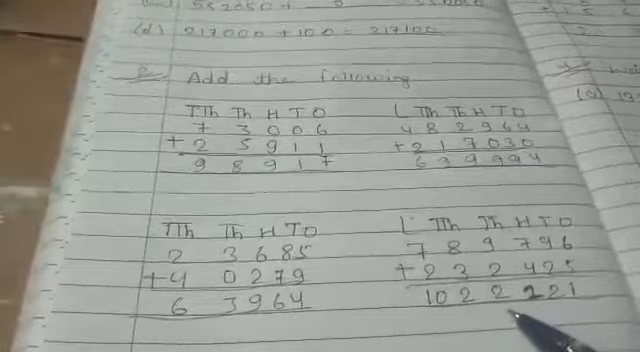 (d) 217000 + 100 = 217100
2. Add the following
TTh Th H T O
7 3 0 0 6
+ 2 5 9 1 1
9 8 9 1 7
L TTh Th H T O
4 8 2 9 6 4
+ 2 1 7 0 3 0
6 9 9 9 9 4
TTh Th H T O
2 3 6 8 5
+ 4 0 2 7 9
6 3 9 6 4
L TTh Th H T O
7 8 9 7 9 6
+ 2 3 2 4 2 5
10 2 2 2 2 1